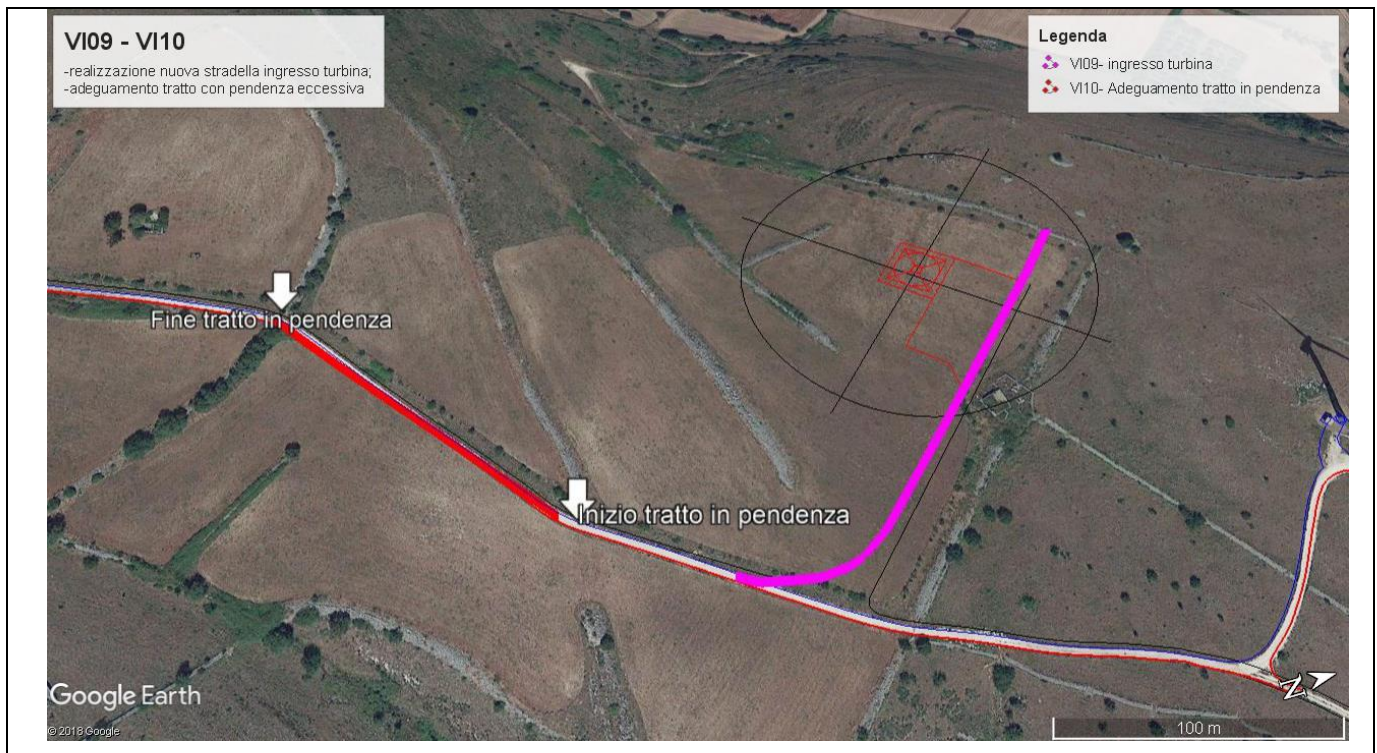 VI09 - VI10
-realizzazione nuova stradella ingresso turbina;
-adeguamento tratto con pendenza eccessiva
Legenda
VI09- ingresso turbina
VI10- Adeguamento tratto in pendenza
Fine tratto in pendenza
Inizio tratto in pendenza
Google Earth
© 2018 Google
N
100 m